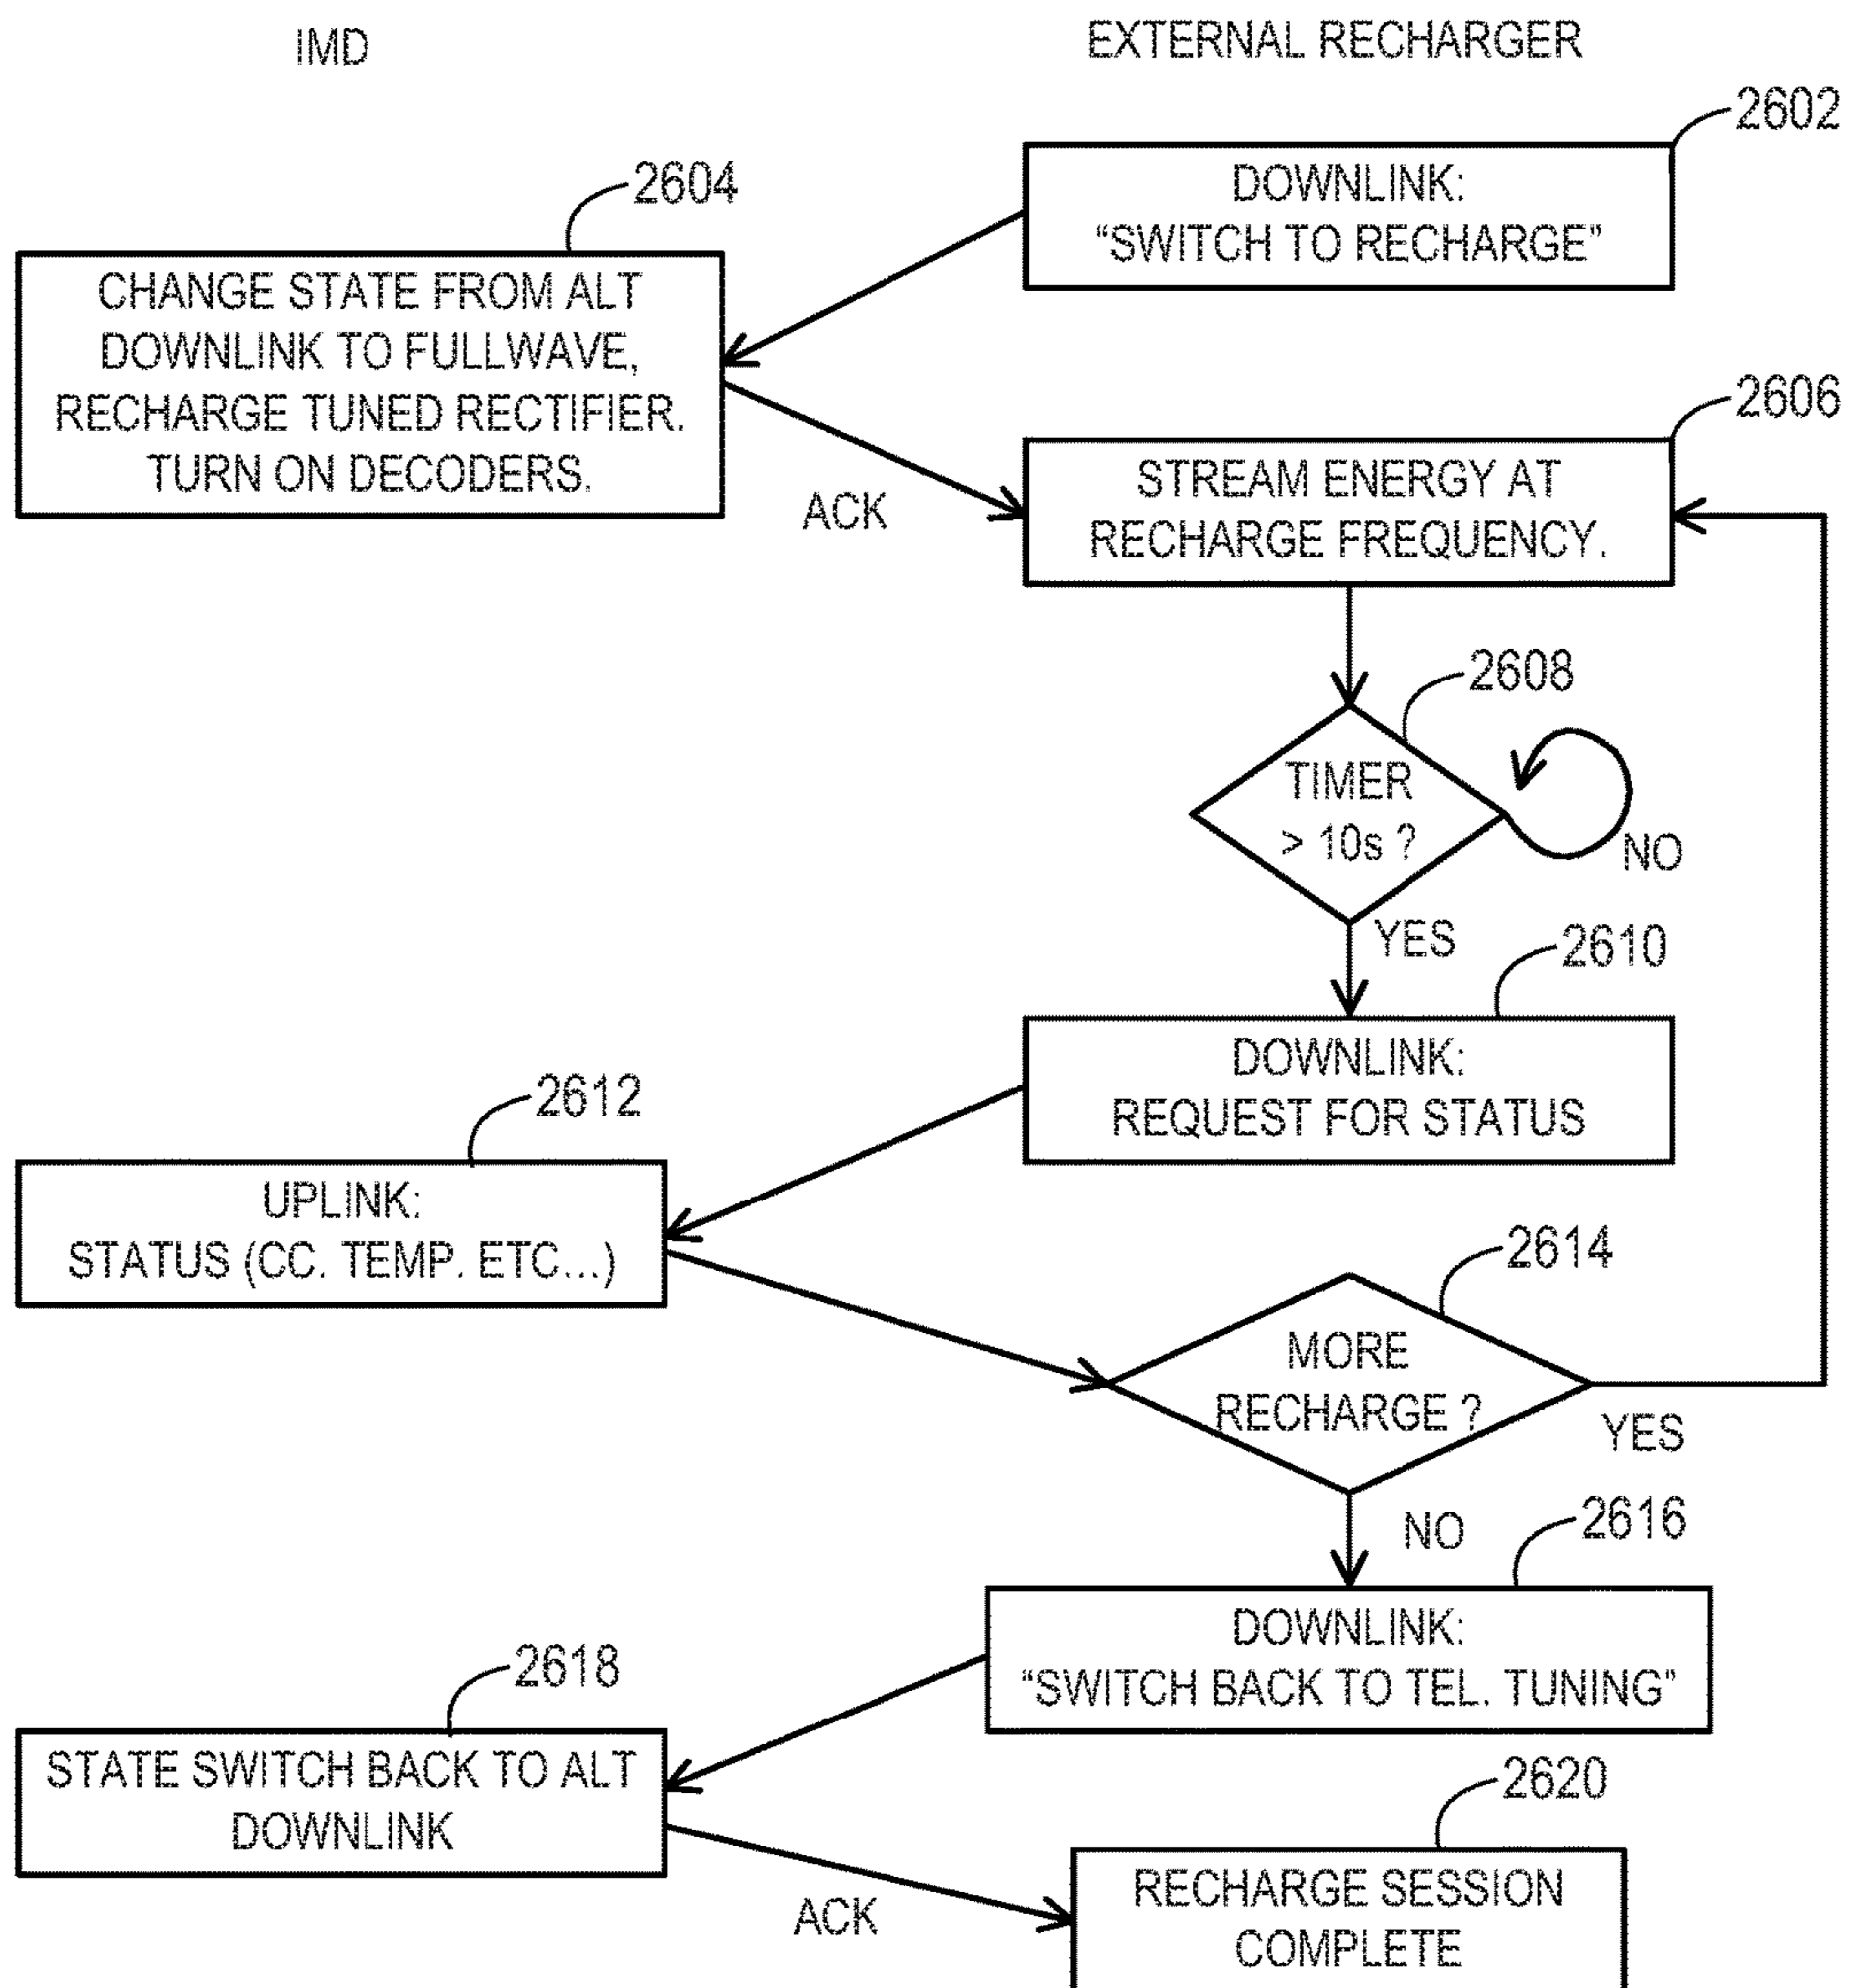 IMD
EXTERNAL RECHARGER
2602
DOWNLINK:
“SWITCH TO RECHARGE”
2604
CHANGE STATE FROM ALT
DOWNLINK TO FULLWAVE,
RECHARGE TUNED RECTIFIER.
TURN ON DECODERS.
ACK
2606
STREAM ENERGY AT
RECHARGE FREQUENCY.
2608
TIMER
> 10s ?
NO
YES
2610
DOWNLINK:
REQUEST FOR STATUS
2612
UPLINK:
STATUS (CC. TEMP. ETC...)
2614
MORE
RECHARGE ?
YES
NO
2616
DOWNLINK:
“SWITCH BACK TO TEL. TUNING”
2618
STATE SWITCH BACK TO ALT
DOWNLINK
ACK
2620
RECHARGE SESSION
COMPLETE